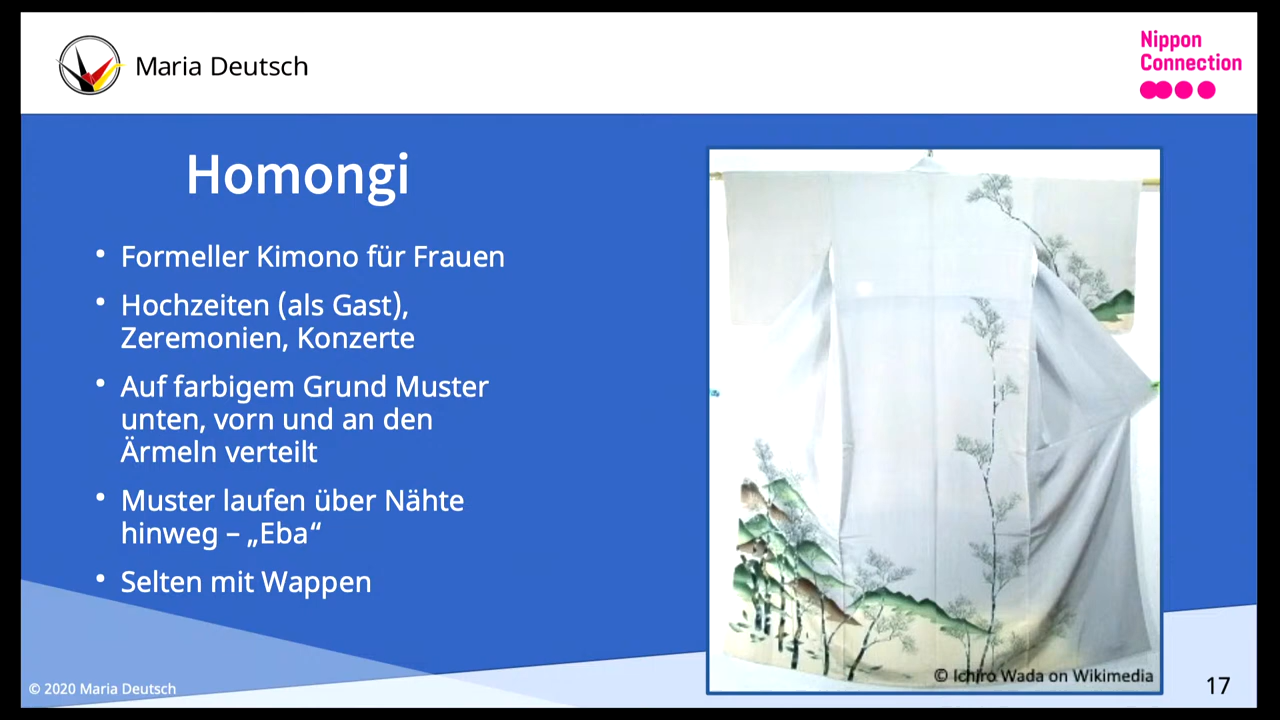 Maria Deutsch
Nippon
Connection
Homongi
• Formeller Kimono für Frauen
• Hochzeiten (als Gast),
Zeremonien, Konzerte
• Auf farbigem Grund Muster
unten, vorn und an den
Ärmeln verteilt
• Muster laufen über Nähte
hinweg – „Eba“
• Selten mit Wappen
© Ichiro Wada on Wikimedia
© 2020 Maria Deutsch
17